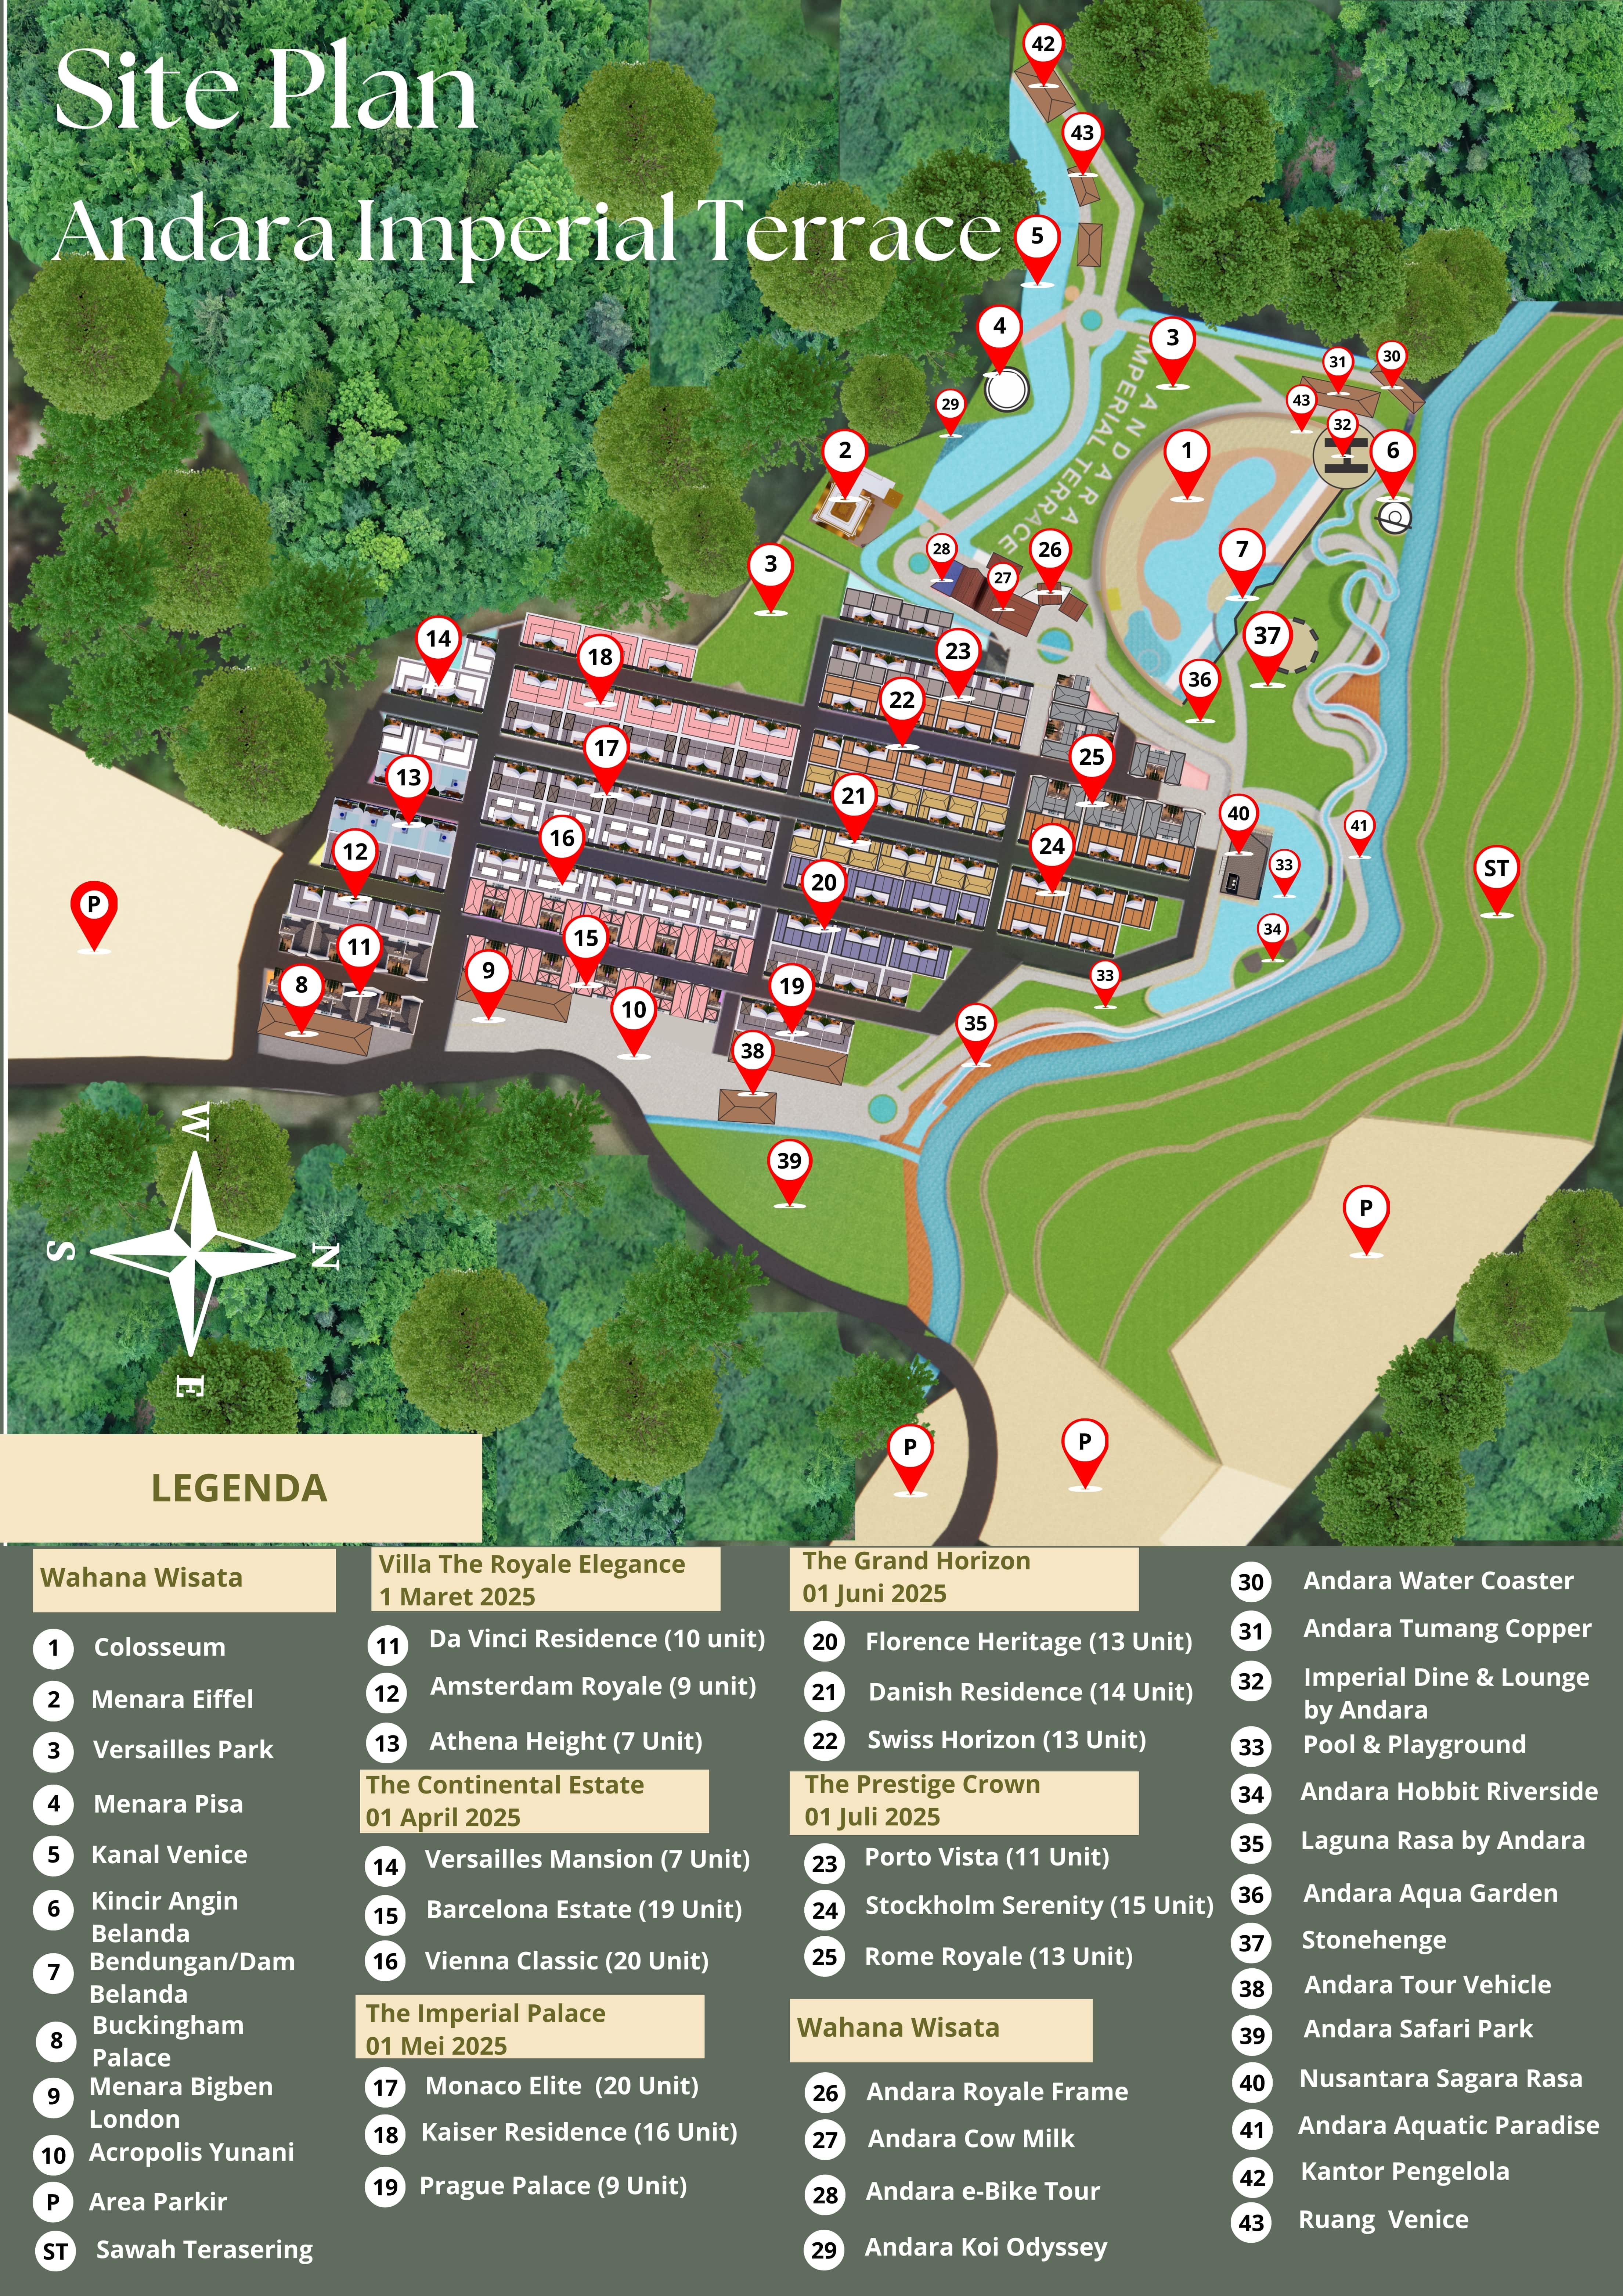 Site Plan
Andara Imperial Terrace
42
43
5
4
3
31
30
29
43
32
2
1
6
28
26
7
3
27
ANDARA
IMPERIAL TERRACE
14
18
23
37
22
36
17
25
13
21
40
41
16
24
12
33
ST
20
P
15
34
11
9
33
8
19
10
35
38
39
P
W
S
N
E
P
P
LEGENDA
Wahana Wisata
1 Colosseum
2 Menara Eiffel
3 Versailles Park
4 Menara Pisa
5 Kanal Venice
6 Kincir Angin
Belanda
7 Bendungan/Dam
Belanda
8 Buckingham
Palace
9 Menara Bigben
London
10 Acropolis Yunani
P Area Parkir
ST Sawah Terasering
Villa The Royale Elegance
1 Maret 2025
11 Da Vinci Residence (10 unit)
12 Amsterdam Royale (9 unit)
13 Athena Height (7 Unit)
The Continental Estate
01 April 2025
14 Versailles Mansion (7 Unit)
15 Barcelona Estate (19 Unit)
16 Vienna Classic (20 Unit)
The Imperial Palace
01 Mei 2025
17 Monaco Elite (20 Unit)
18 Kaiser Residence (16 Unit)
19 Prague Palace (9 Unit)
The Grand Horizon
01 Juni 2025
20 Florence Heritage (13 Unit)
21 Danish Residence (14 Unit)
22 Swiss Horizon (13 Unit)
The Prestige Crown
01 Juli 2025
23 Porto Vista (11 Unit)
24 Stockholm Serenity (15 Unit)
25 Rome Royale (13 Unit)
Wahana Wisata
26 Andara Royale Frame
27 Andara Cow Milk
28 Andara e-Bike Tour
29 Andara Koi Odyssey
30 Andara Water Coaster
31 Andara Tumang Copper
32 Imperial Dine & Lounge
by Andara
33 Pool & Playground
34 Andara Hobbit Riverside
35 Laguna Rasa by Andara
36 Andara Aqua Garden
37 Stonehenge
38 Andara Tour Vehicle
39 Andara Safari Park
40 Nusantara Sagara Rasa
41 Andara Aquatic Paradise
42 Kantor Pengelola
43 Ruang Venice